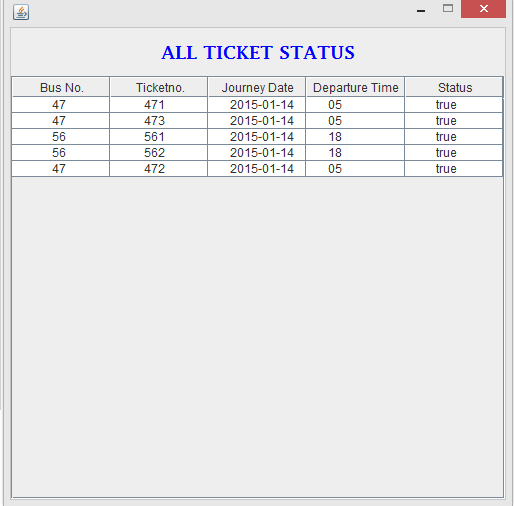 ALL TICKET STATUS
Bus No. Ticketno. Journey Date Departure Time Status
47 471 2015-01-14 05 true
47 473 2015-01-14 05 true
56 561 2015-01-14 18 true
56 562 2015-01-14 18 true
47 472 2015-01-14 05 true